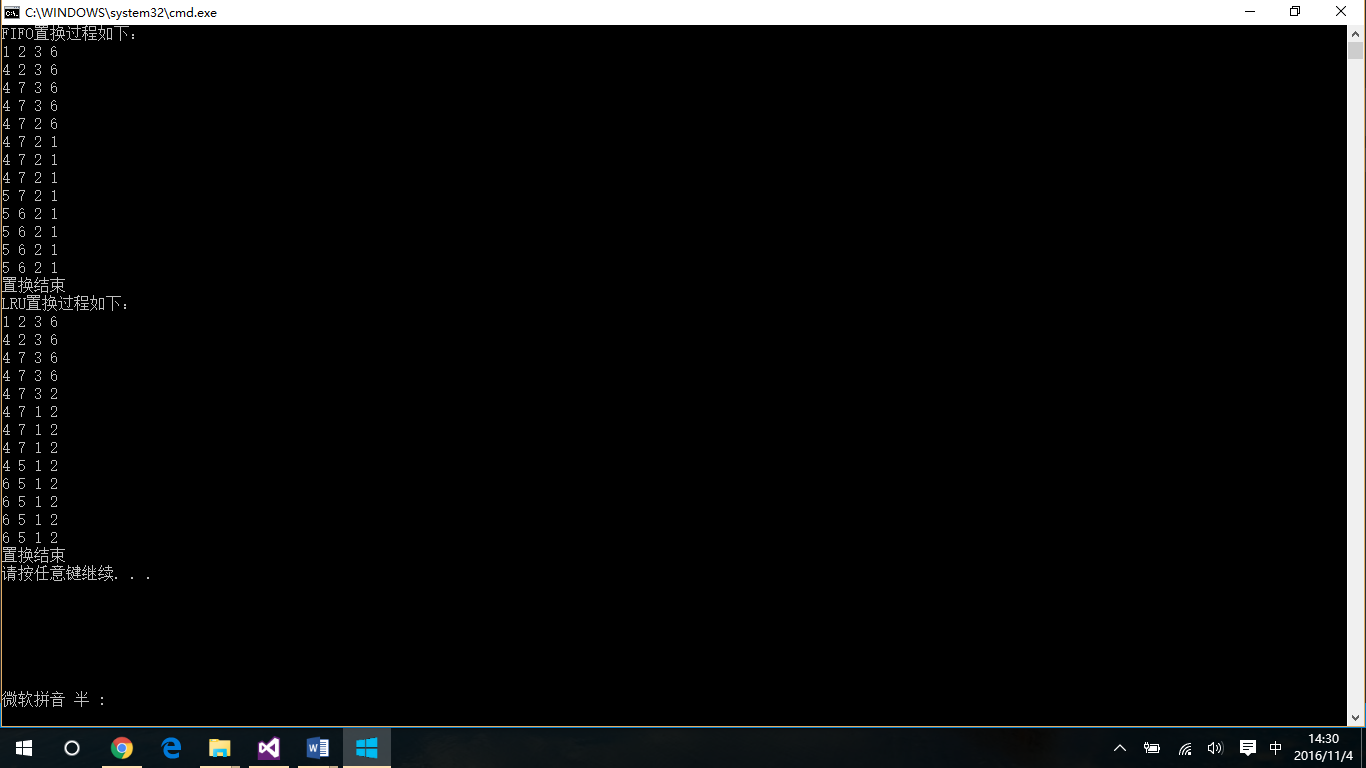 C:\WINDOWS\system32\cmd.exe
FIFO置换过程如下：
1 2 3 6
4 2 3 6
4 7 3 6
4 7 3 6
4 7 2 6
4 7 2 1
4 7 2 1
4 7 2 1
5 7 2 1
5 6 2 1
5 6 2 1
5 6 2 1
5 6 2 1
置换结束
LRU置换过程如下：
1 2 3 6
4 2 3 6
4 7 3 6
4 7 3 6
4 7 3 2
4 7 1 2
4 7 1 2
4 7 1 2
4 5 1 2
6 5 1 2
6 5 1 2
6 5 1 2
6 5 1 2
置换结束
请按任意键继续. . .
微软拼音 半 :
中
14:30
2016/11/4